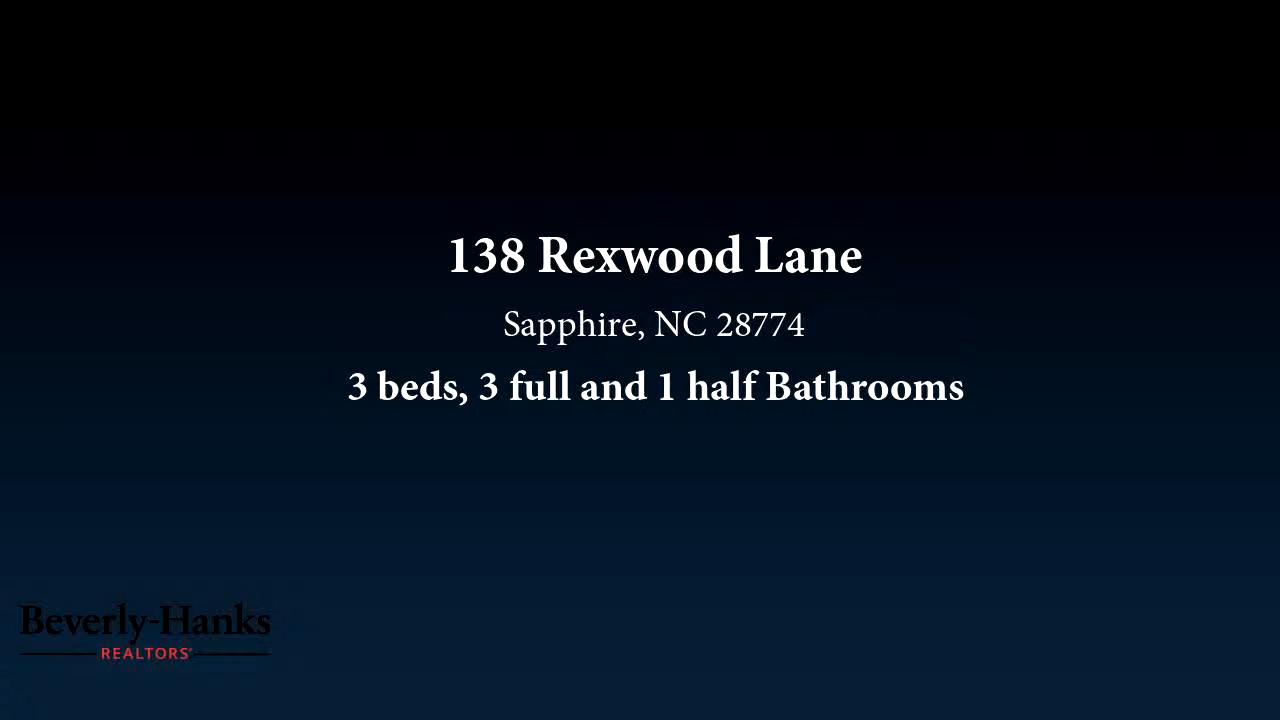 138 Rexwood Lane
Sapphire, NC 28774
3 beds, 3 full and 1 half Bathrooms
Beverly-Hanks
REALTORS®